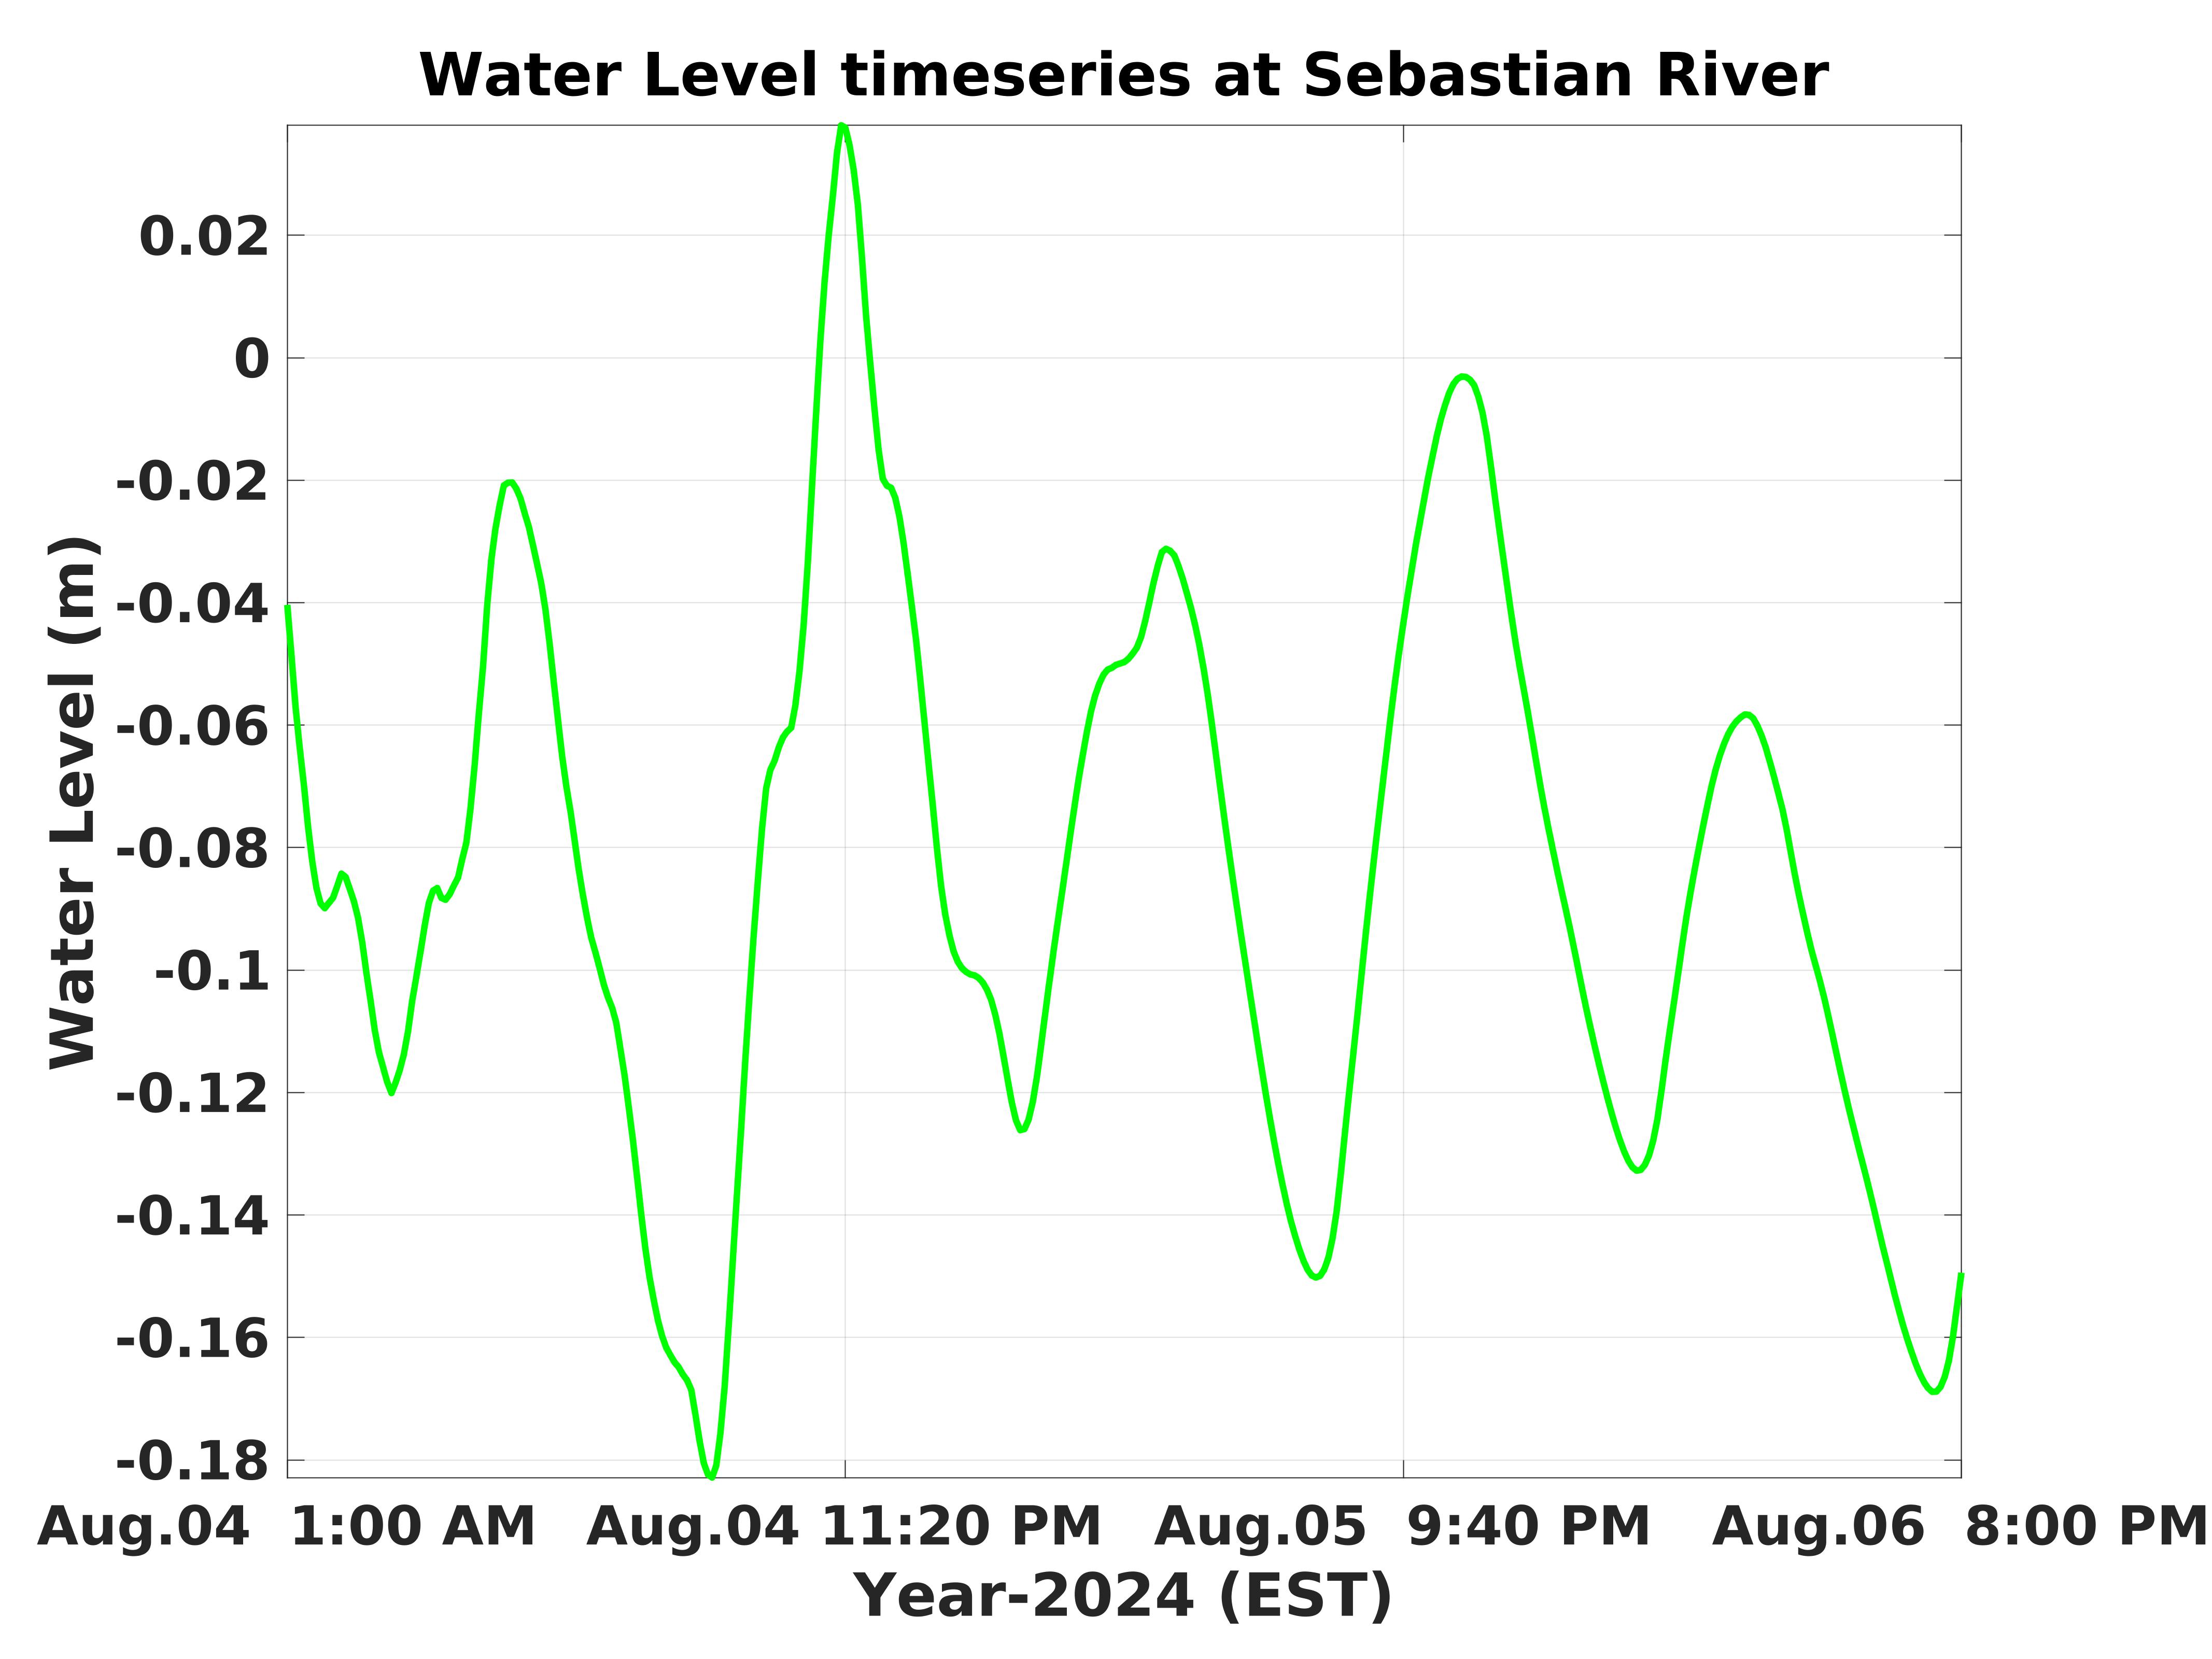 Water Level timeseries at Sebastian River
Water Level (m)
0.02
0
-0.02
-0.04
-0.06
-0.08
-0.1
-0.12
-0.14
-0.16
-0.18
Aug.04 1:00 AM
Aug.04 11:20 PM
Aug.05 9:40 PM
Aug.06 8:00 PM
Year-2024 (EST)